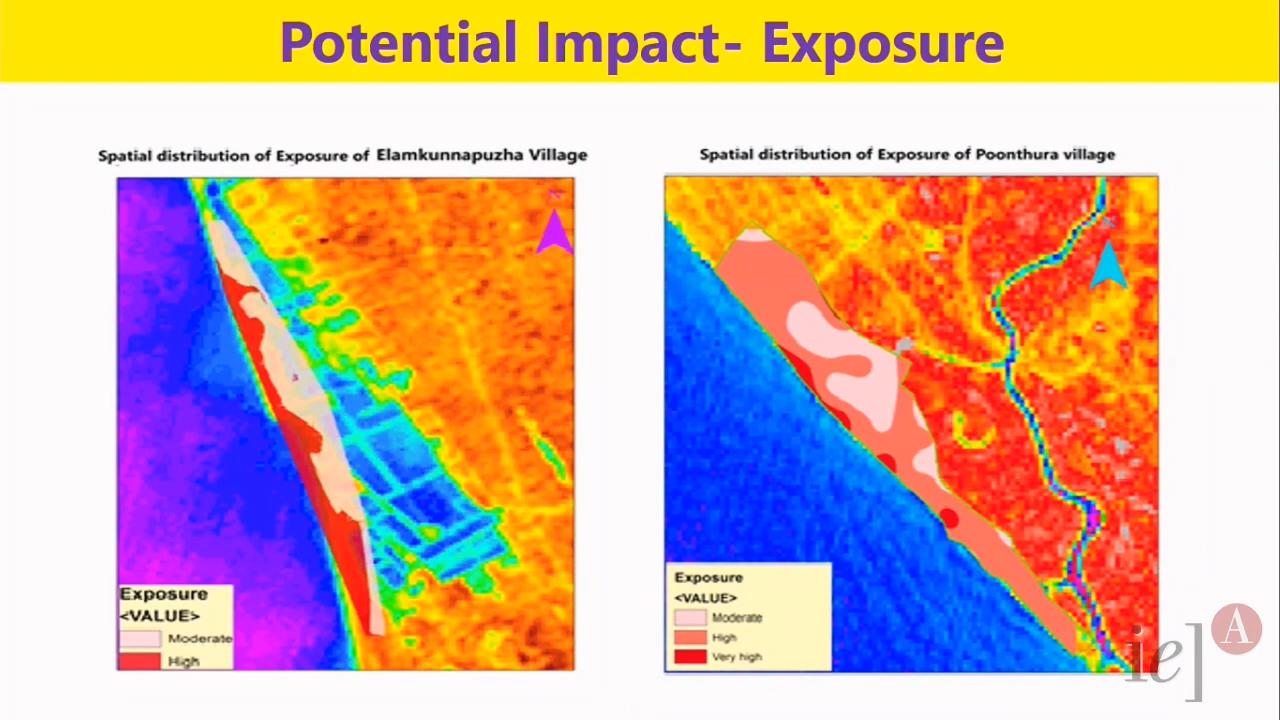 Potential Impact- Exposure
Spatial distribution of Exposure of Elamkunnapuzha Village
Spatial distribution of Exposure of Poonthura village
Exposure
<VALUE>
Moderate
High
Exposure
<VALUE>
Moderate
High
Very high
ie]
A